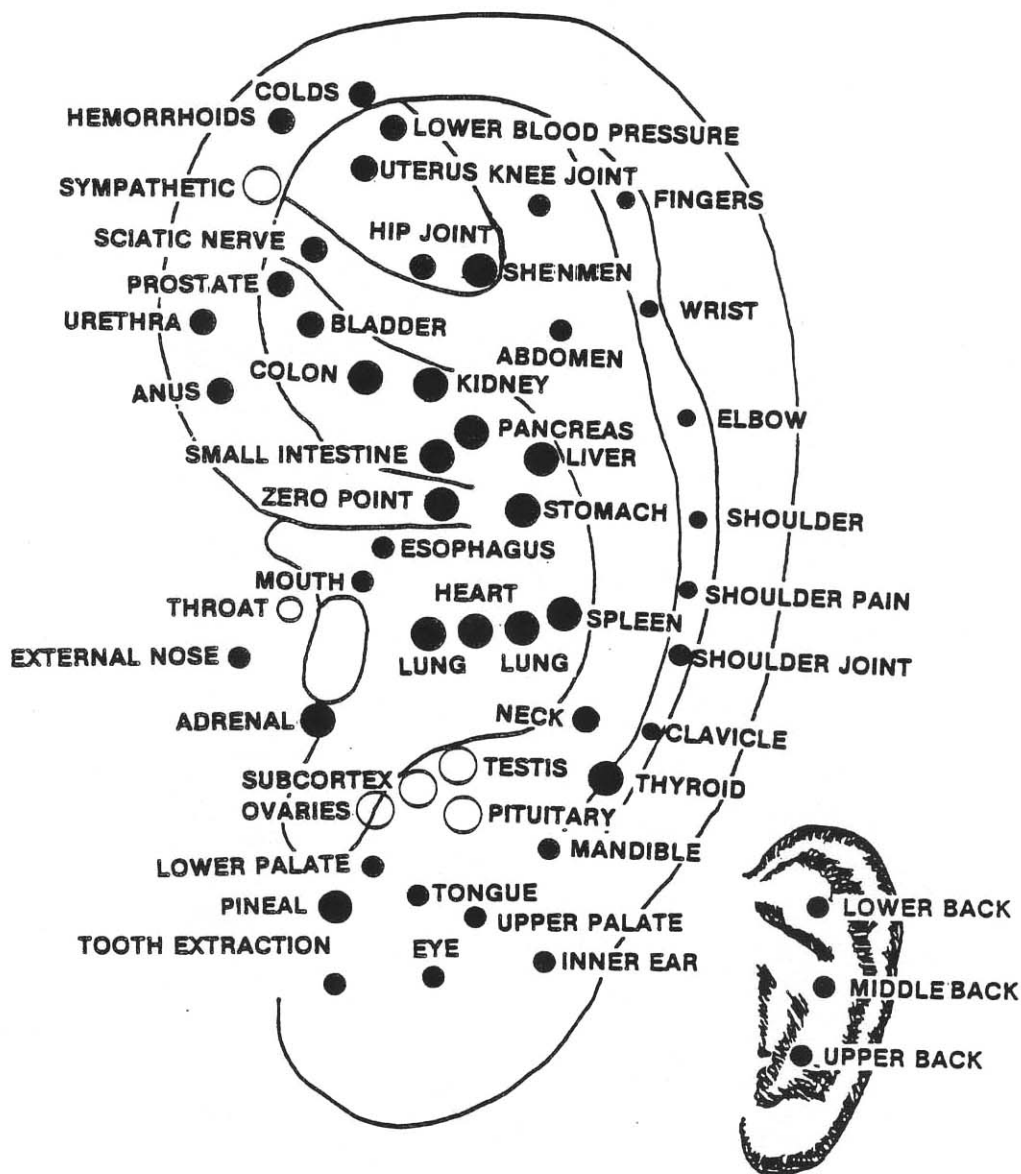 COLDS
HEMORRHOIDS
LOWER BLOOD PRESSURE
SYMPATHETIC
UTERUS
KNEE JOINT
FINGERS
SCIATIC NERVE
HIP JOINT
SHENMEN
PROSTATE
URETHRA
BLADDER
WRIST
ABDOMEN
COLON
KIDNEY
ANUS
ELBOW
PANCREAS
SMALL INTESTINE
LIVER
ZERO POINT
STOMACH
SHOULDER
ESOPHAGUS
MOUTH
HEART
SHOULDER PAIN
THROAT
SPLEEN
EXTERNAL NOSE
LUNG
LUNG
SHOULDER JOINT
ADRENAL
NECK
CLAVICLE
SUBCORTEX
TESTIS
THYROID
OVARIES
PITUITARY
LOWER PALATE
MANDIBLE
PINEAL
TONGUE
UPPER PALATE
LOWER BACK
TOOTH EXTRACTION
EYE
INNER EAR
MIDDLE BACK
UPPER BACK